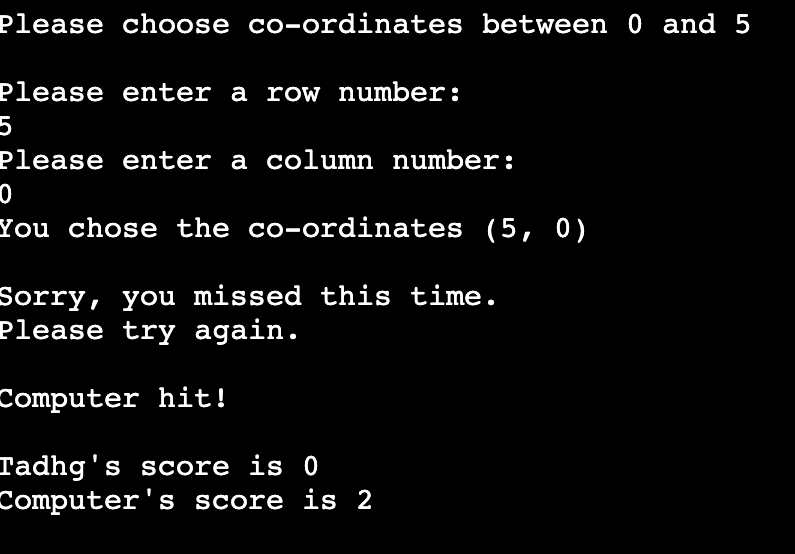 Please choose co-ordinates between 0 and 5
Please enter a row number:
5
Please enter a column number:
0
You chose the co-ordinates (5, 0)
Sorry, you missed this time.
Please try again.
Computer hit!
Tadhg's score is 0
Computer's score is 2